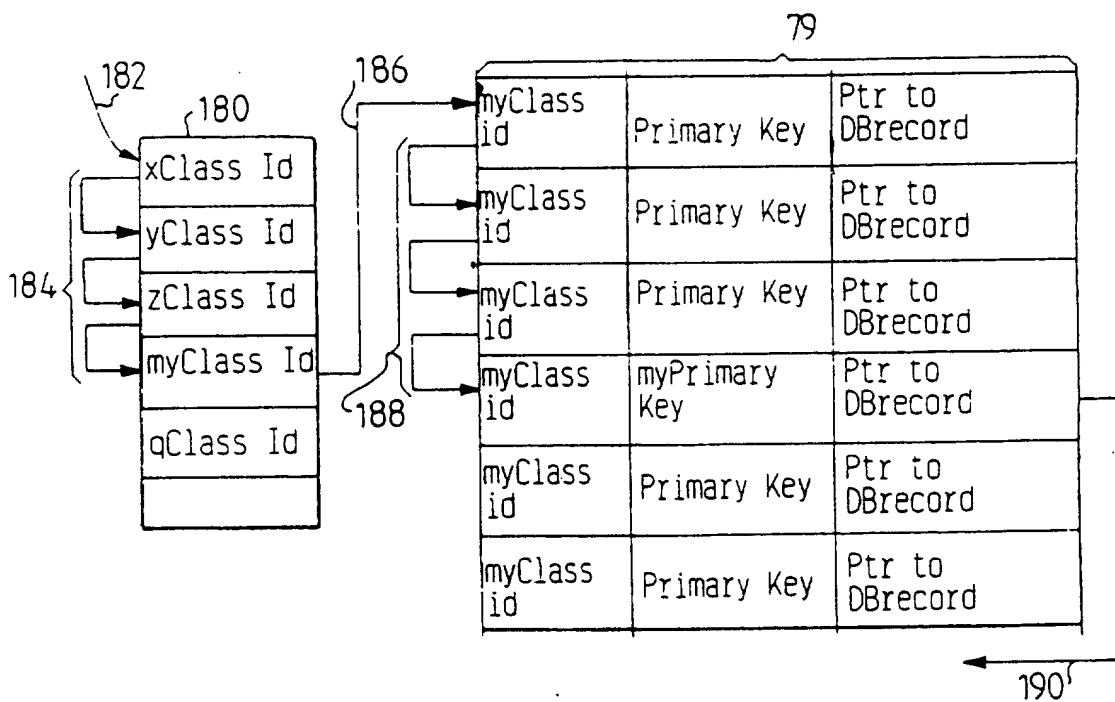 79
182
180
186
184
188
190
xClass Id
yClass Id
zClass Id
myClass Id
qClass Id
myClass
id
Primary Key
Ptr to
DBrecord
myClass
id
Primary Key
Ptr to
DBrecord
myClass
id
Primary Key
Ptr to
DBrecord
myClass
id
myPrimary
Key
Ptr to
DBrecord
myClass
id
Primary Key
Ptr to
DBrecord
myClass
id
Primary Key
Ptr to
DBrecord